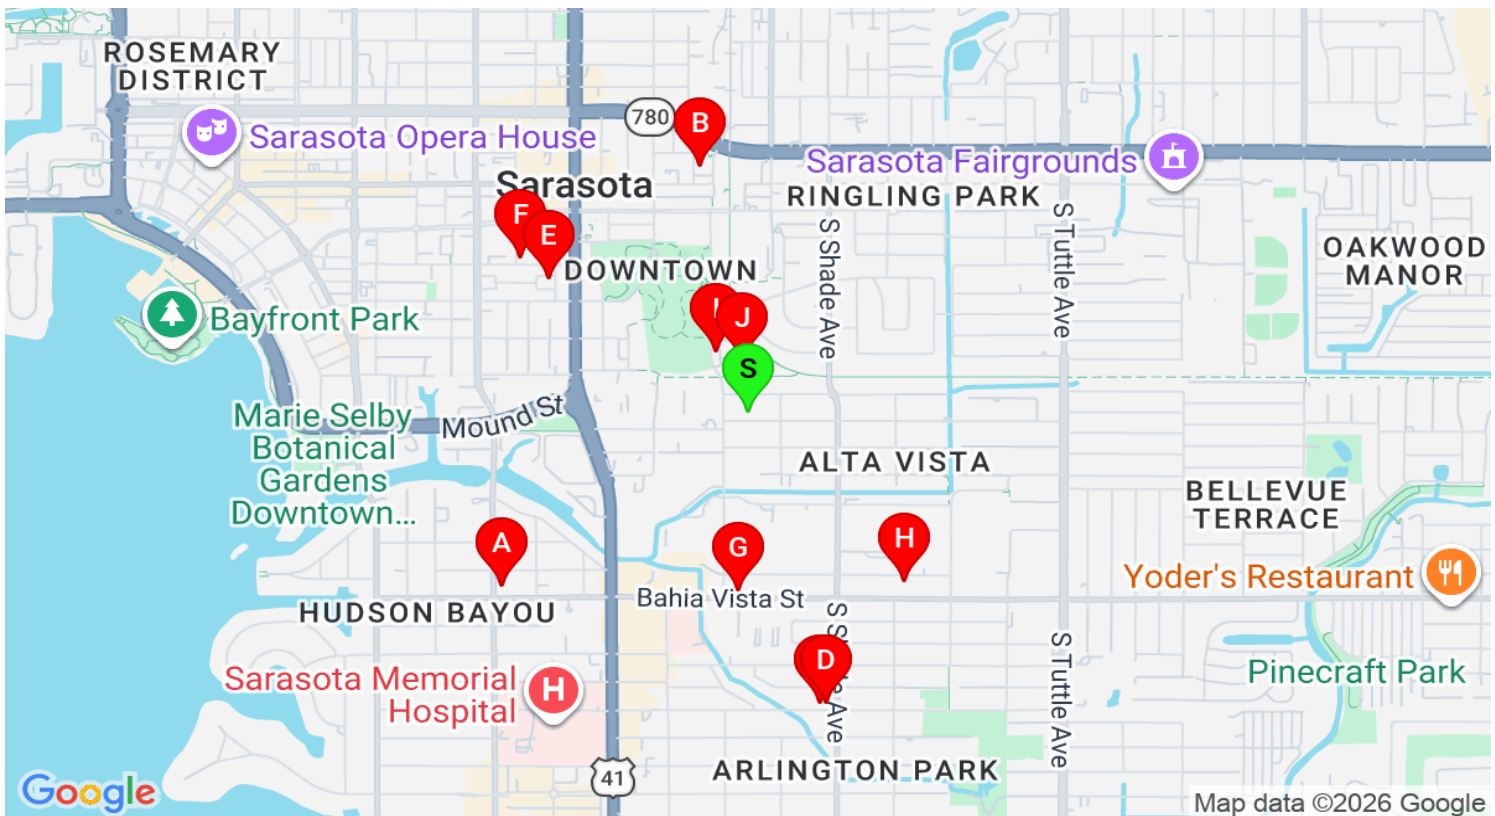 ROSEMARY
DISTRICT
780
B
Sarasota Opera House
Sarasota Fairgrounds
Sarasota
RINGLING PARK
F
E
S Shade Ave
S Tuttle Ave
OAKWOOD
MANOR
DOWNTOWN
Bayfront Park
I
J
S
Marie Selby
Botanical
Gardens
Downtown...
Mound St
ALTA VISTA
BELLEVUE
TERRACE
A
G
H
Yoder's Restaurant
Bahia Vista St
HUDSON BAYOU
D
S Tuttle Ave
Pinecraft Park
Sarasota Memorial
Hospital
H
41
ARLINGTON PARK
Google
Map data ©2026 Google